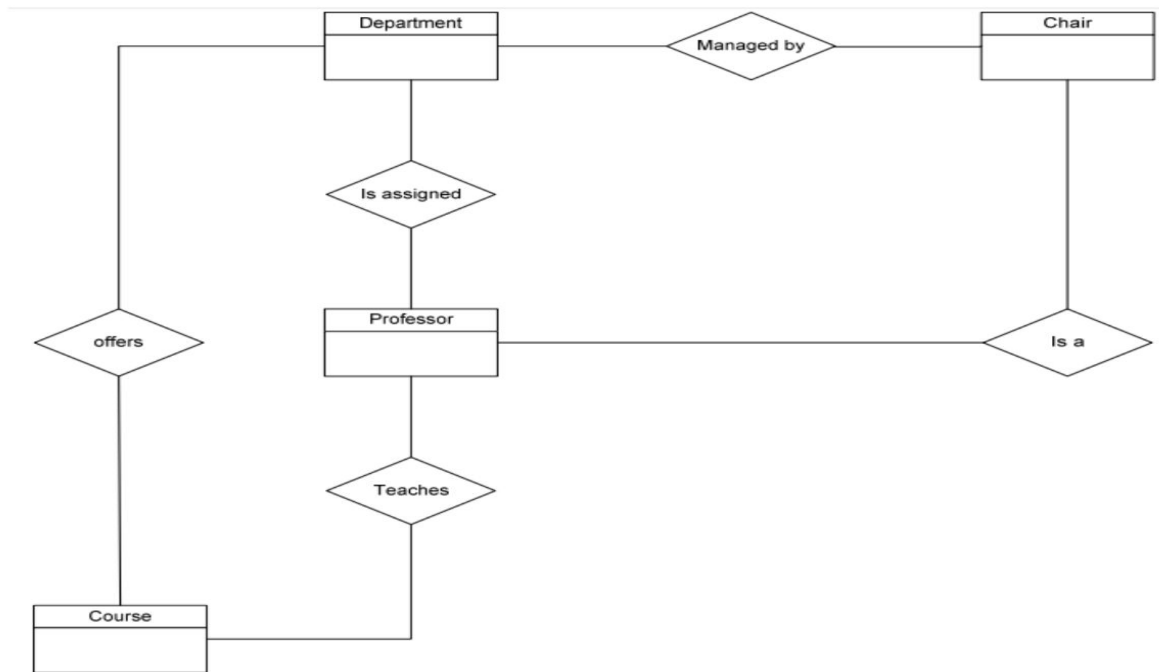 Department
Managed by
Chair
Is assigned
Professor
offers
Is a
Teaches
Course